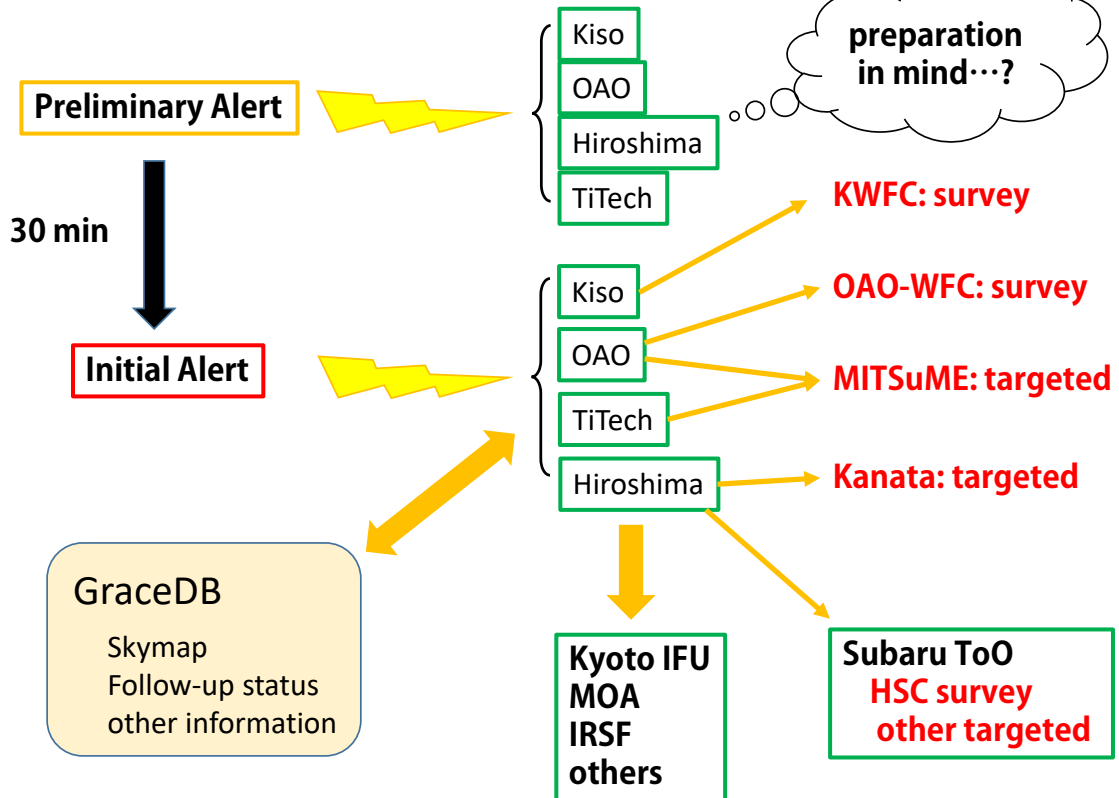 Kiso
OAO
Hiroshima
TiTech
preparation
in mind…?
Preliminary Alert
30 min
Initial Alert
Kiso
OAO
TiTech
Hiroshima
KWFC: survey
OAO-WFC: survey
MITSuME: targeted
Kanata: targeted
GraceDB
Skymap
Follow-up status
other information
Kyoto IFU
MOA
IRSF
others
Subaru ToO
HSC survey
other targeted